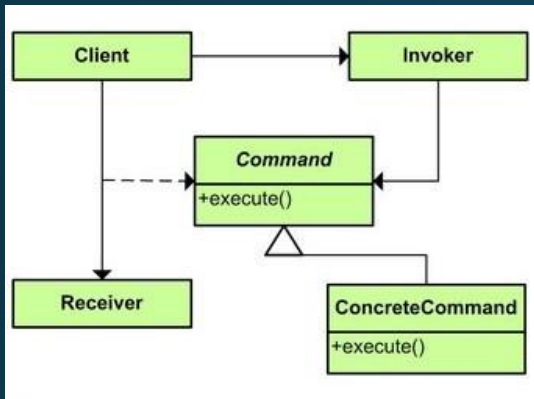 Client
Invoker
Command
+execute()
Receiver
ConcreteCommand
+execute()